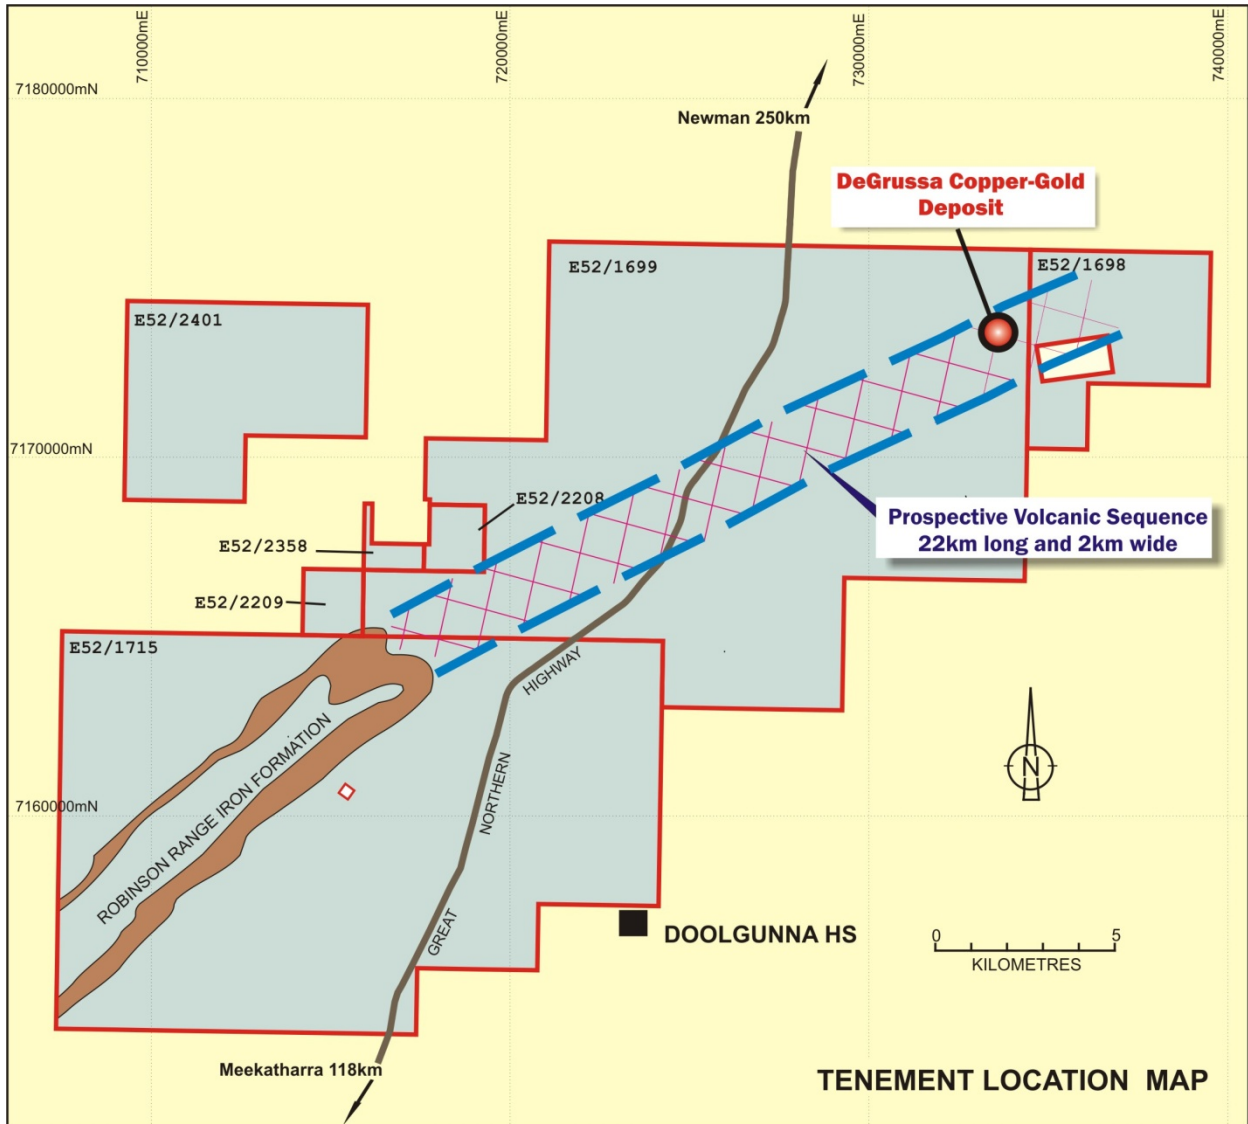 710000mE
720000mE
730000mE
740000mE
7180000mN
Newman 250km
DeGrussa Copper-Gold
Deposit
E52/1699
E52/1698
E52/2401
7170000mN
E52/2208
Prospective Volcanic Sequence
22km long and 2km wide
E52/2358
E52/2209
E52/1715
HIGHWAY
NORTHERN
GREAT
ROBINSON RANGE IRON FORMATION
N
7160000mN
DOOLGUNNA HS
0 5
KILOMETRES
Meekatharra 118km
TENEMENT LOCATION MAP